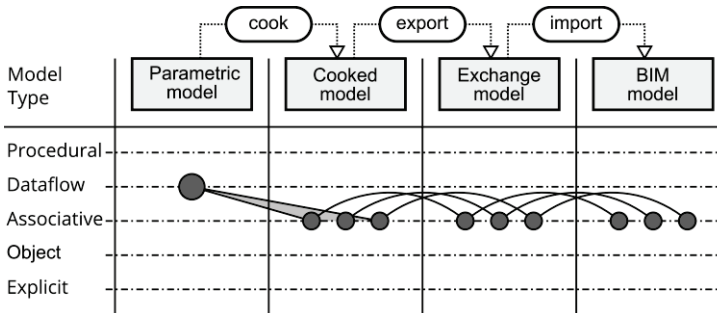 cook
export
import
Model
Type
Parametric
model
Cooked
model
Exchange
model
BIM
model
Procedural
Dataflow
Associative
Object
Explicit